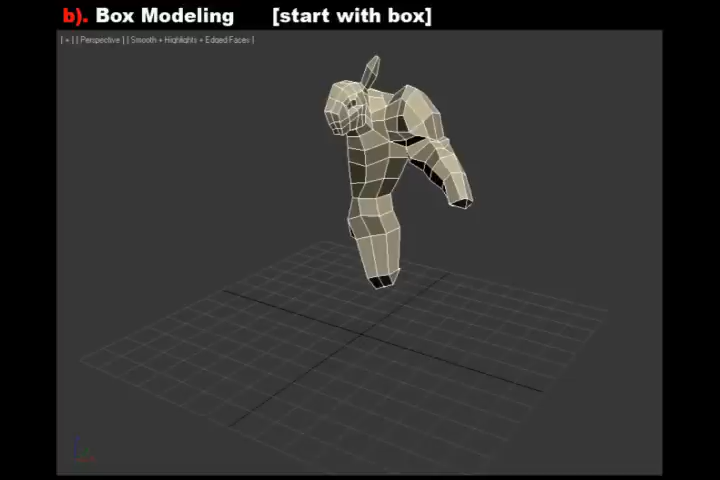 b). Box Modeling [start with box]
[ + ] [ Perspective ] [ Smooth + Highlights + Edged Faces ]